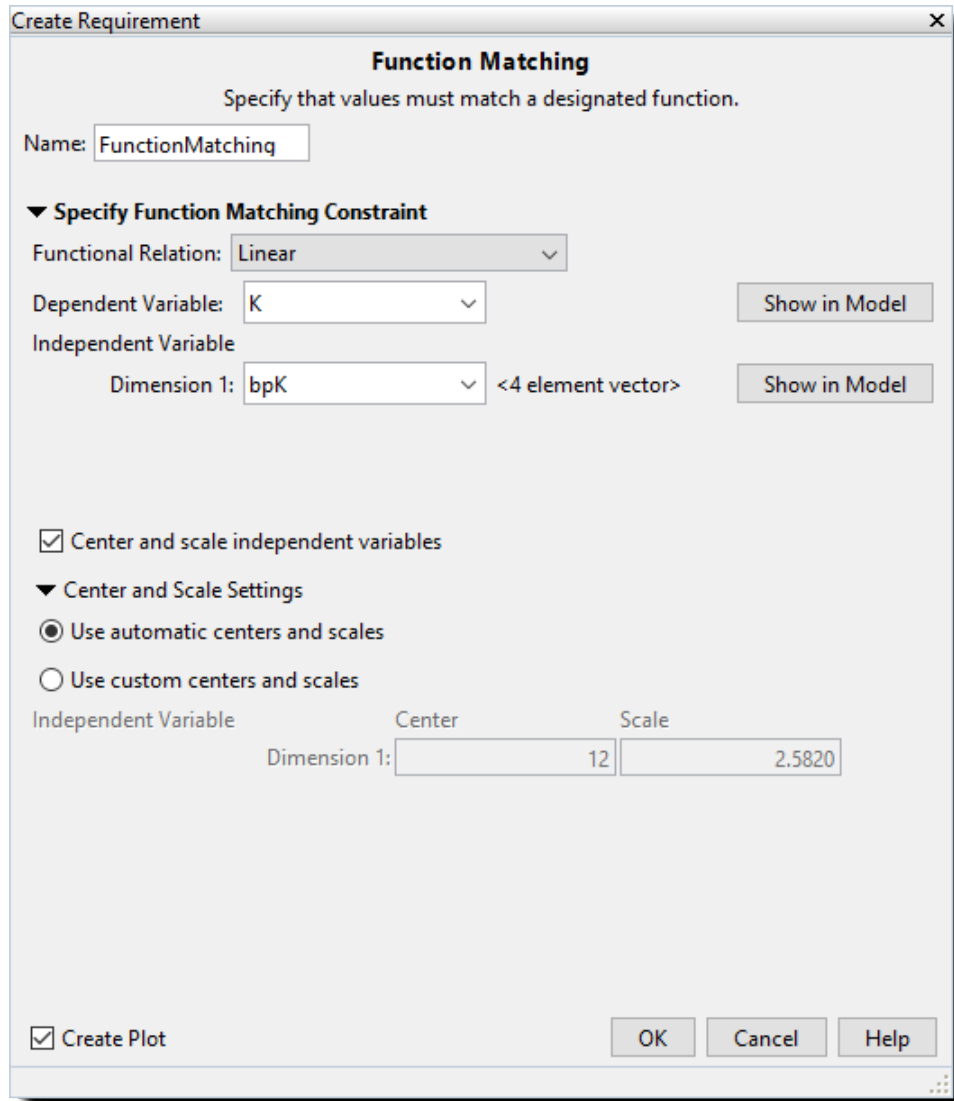 Create Requirement
Function Matching
Specify that values must match a designated function.
Name: FunctionMatching
Specify Function Matching Constraint
Functional Relation: Linear
Dependent Variable: K Show in Model
Independent Variable
Dimension 1: bpK <4 element vector> Show in Model
Center and scale independent variables
Center and Scale Settings
Use automatic centers and scales
Use custom centers and scales
Independent Variable Center Scale
Dimension 1: 12 2.5820
Create Plot OK Cancel Help